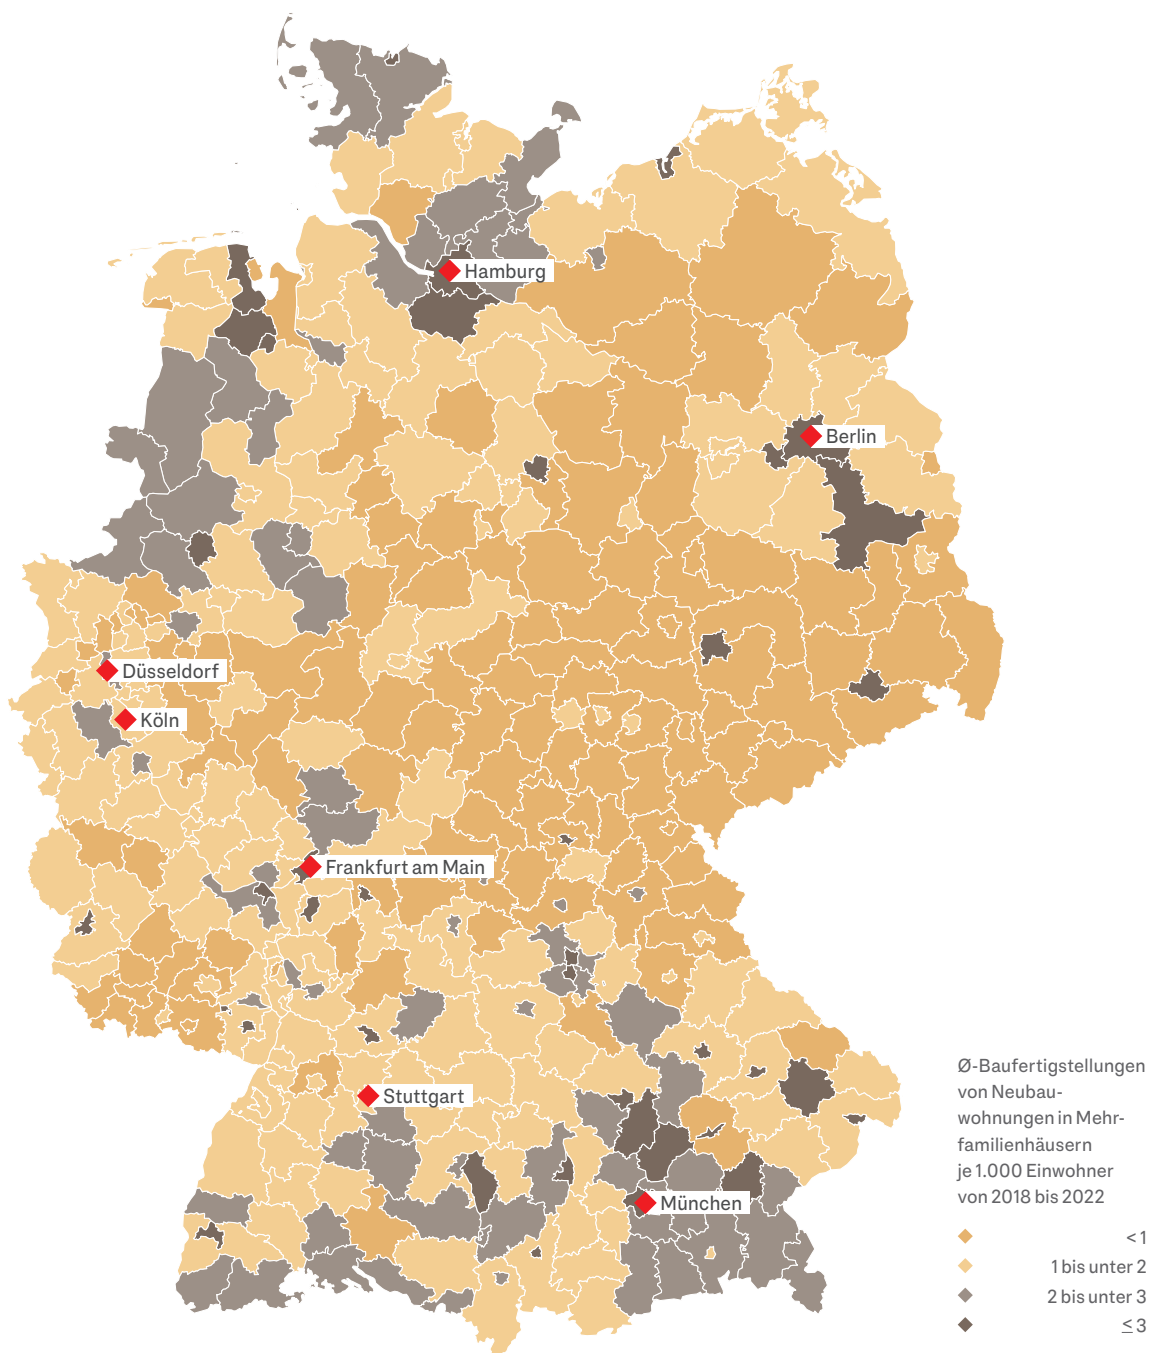 Hamburg
Berlin
Düsseldorf
Köln
Frankfurt am Main
Stuttgart
München
Ø-Baufertigstellungen
von Neubau-
wohnungen in Mehr-
familienhäusern
je 1.000 Einwohner
von 2018 bis 2022
< 1
1 bis unter 2
2 bis unter 3
≤ 3